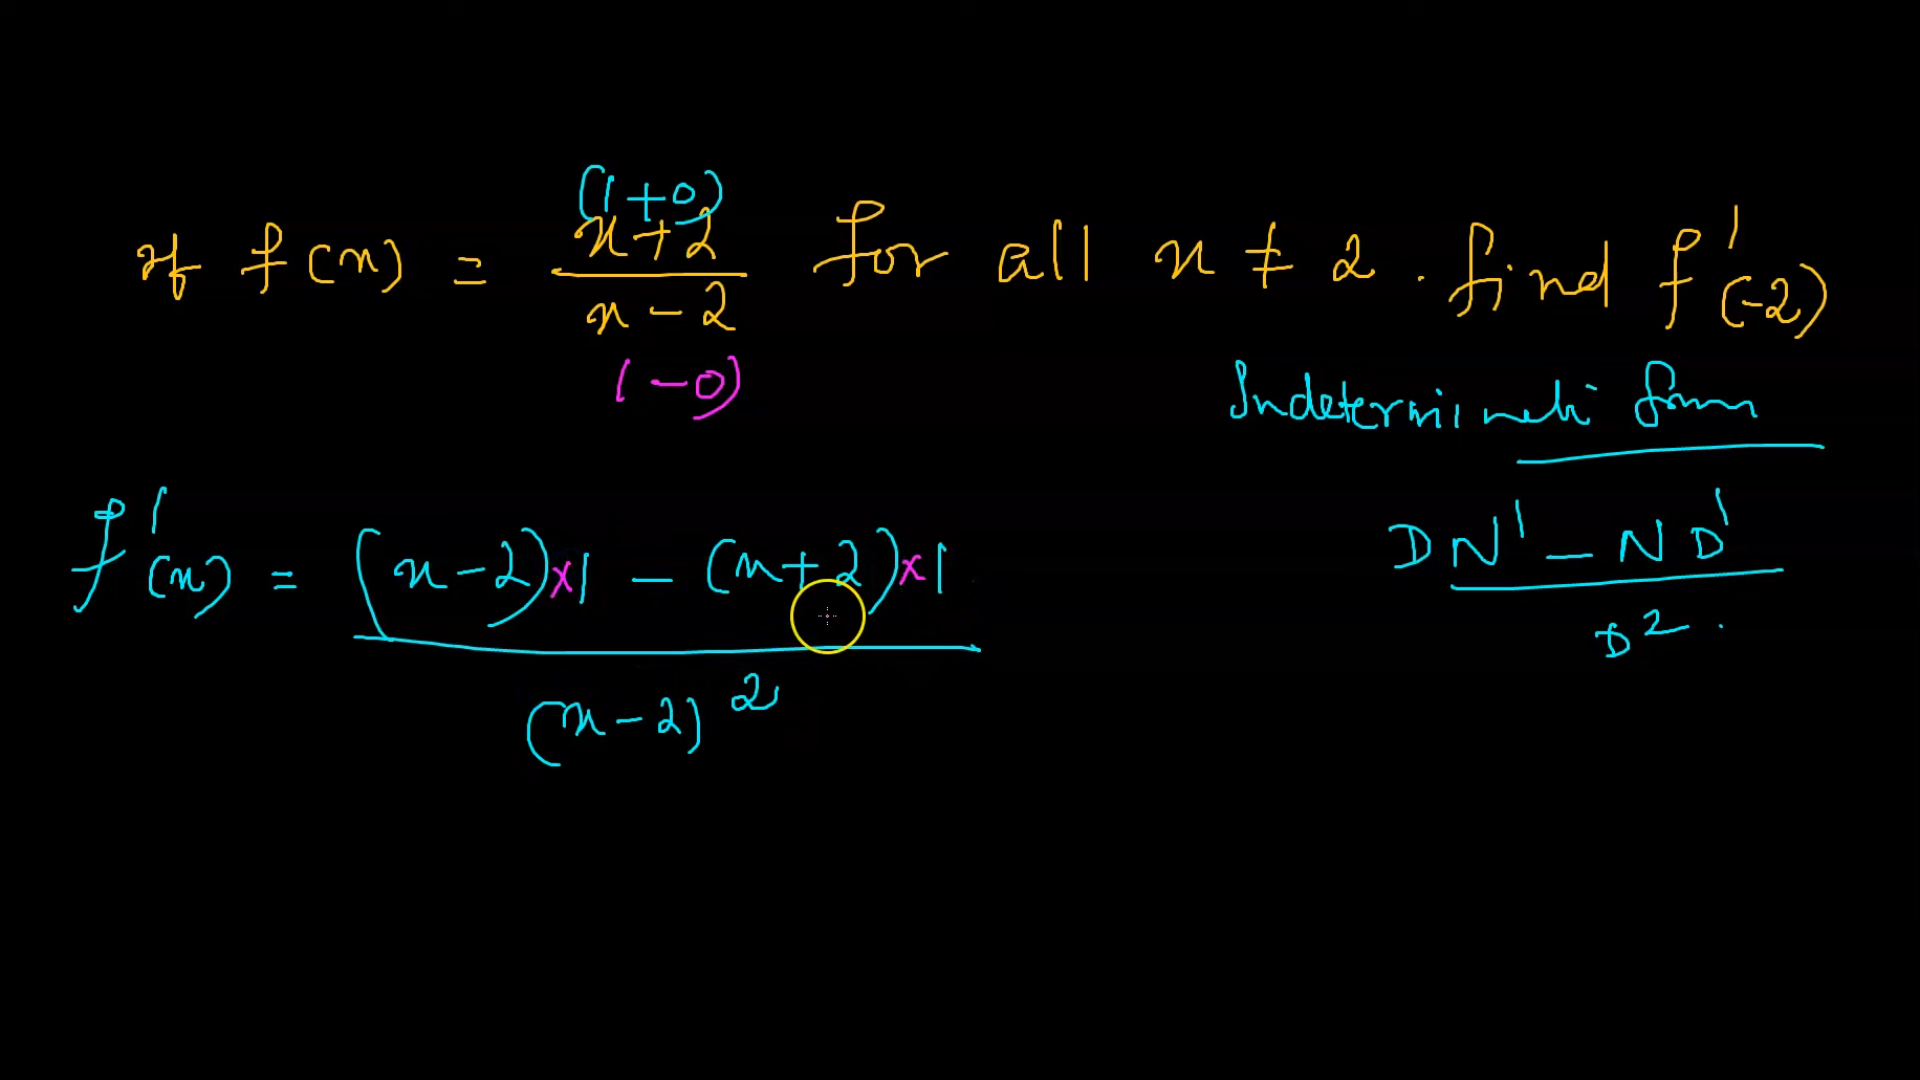 (1+0)
If f(x) = x+2 / x-2 for all x ≠ 2. find f'(-2)
(-0)
Indeterminate form
f'(x) = (x-2)×1 - (x+2)×1 / (x-2)²
DN' - ND' / D².